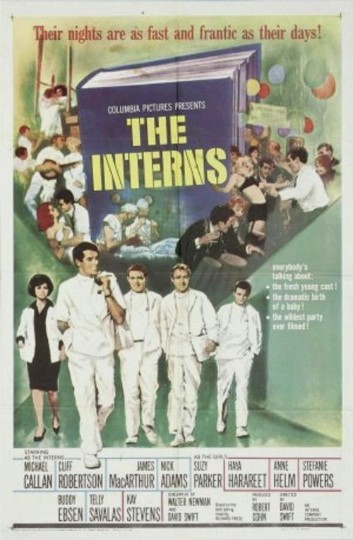 Their nights are as fast and frantic as their days!
COLUMBIA PICTURES PRESENTS
THE
INTERNS
everybody's
talking about:
• the fresh young cast!
• the dramatic birth
of a baby!
• the wildest party
ever filmed!
STARRING
AS THE INTERNS
AS THE GIRLS
MICHAEL CALLAN
CLIFF ROBERTSON
JAMES MacARTHUR
NICK ADAMS
SUZY PARKER
HAYA HARAREET
ANNE HELM
STEFANIE POWERS
BUDDY EBSEN
TELLY SAVALAS
KAY STEVENS
SCREENPLAY BY WALTER NEWMAN AND DAVID SWIFT
PRODUCED BY ROBERT COHN
DIRECTED BY DAVID SWIFT